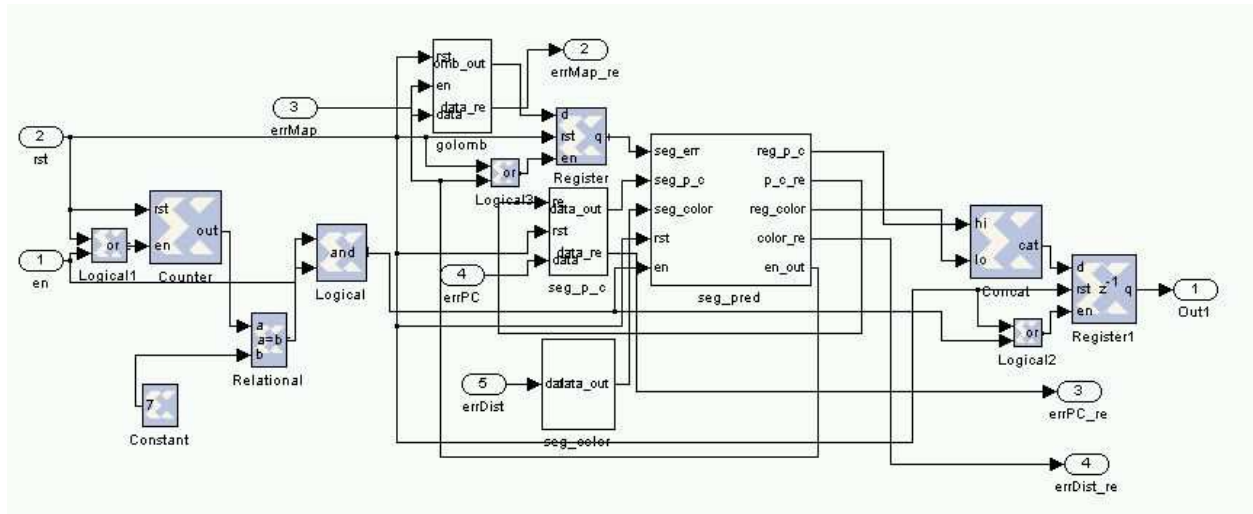 2
rst
1
en
or
Logical1
rst
en
out
Counter
and
Logical
a
a=b
b
Relational
7
Constant
3
errMap
rst
omb_out
en
data_re
data
golomb
2
errMap_re
d
rst
q
en
Register
or
Logical3
re
data_out
rst
data_re
data
seg_p_c
4
errPC
5
errDist
data_out
seg_color
seg_err
reg_p_c
seg_p_c
p_c_re
seg_color
reg_color
rst
color_re
en
en_out
seg_pred
hi
cat
lo
Concat
or
Logical2
d
rst
z-1
q
en
Register1
1
Out1
3
errPC_re
4
errDist_re